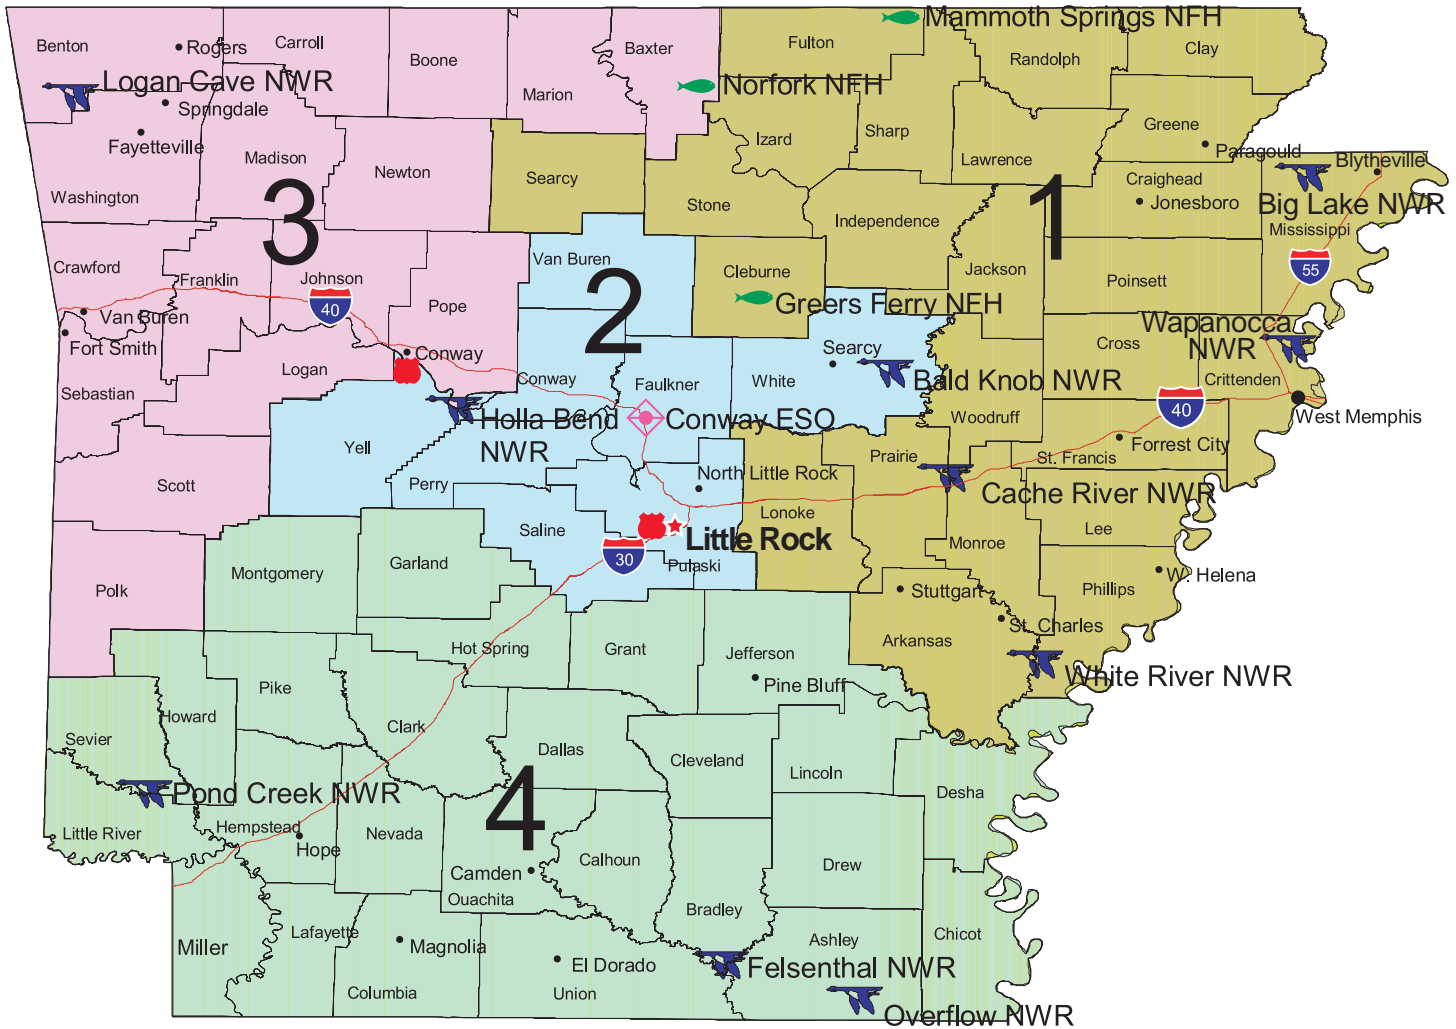 Mammoth Springs NFH
Benton
Rogers
Carroll
Boone
Baxter
Fulton
Randolph
Clay
Logan Cave NWR
Springdale
Marion
Norfork NFH
Izard
Sharp
Greene
Paragould
Fayetteville
Madison
Newton
Searcy
Lawrence
Craighead
Jonesboro
Blytheville
Big Lake NWR
Mississippi
Washington
3
Stone
Independence
1
Crawford
Franklin
Johnson
40
Pope
Van Buren
2
Cleburne
Greers Ferry NFH
Jackson
Poinsett
55
Van Buren
Fort Smith
Conway
Logan
Sebastian
Conway
Faulkner
White
Searcy
Bald Knob NWR
Woodruff
Cross
Wapanocca
NWR
Crittenden
40
West Memphis
Holla Bend
NWR
Conway ESO
Yell
Scott
Perry
North Little Rock
Prairie
St. Francis
Forrest City
Cache River NWR
Saline
Little Rock
30
Pulaski
Lonoke
Monroe
Lee
Polk
Montgomery
Garland
Stuttgart
Phillips
W. Helena
Hot Spring
Grant
Jefferson
Pine Bluff
Arkansas
St. Charles
White River NWR
Pike
Howard
Clark
Sevier
Dallas
Cleveland
Lincoln
Desha
Pond Creek NWR
4
Little River
Hempstead
Hope
Nevada
Camden
Ouachita
Calhoun
Drew
Bradley
Miller
Lafayette
Magnolia
Columbia
El Dorado
Union
Ashley
Chicot
Felsenthal NWR
Overflow NWR